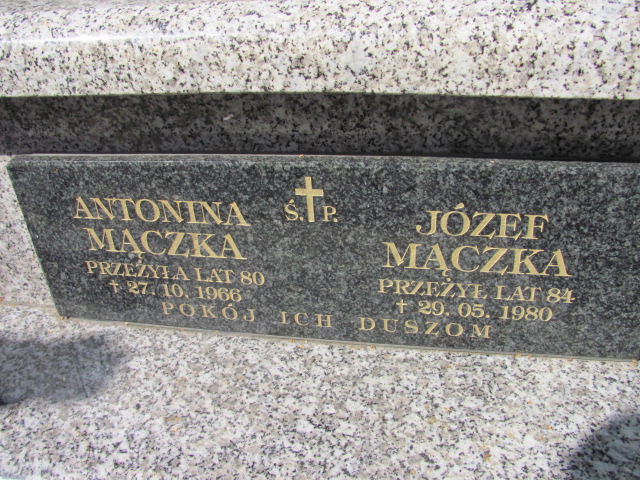 Ś. P.
ANTONINA
MĄCZKA
PRZEŻYŁA LAT 80
† 27. 10. 1966
JÓZEF
MĄCZKA
PRZEŻYŁ LAT 84
† 29. 05. 1980
POKÓJ ICH DUSZOM